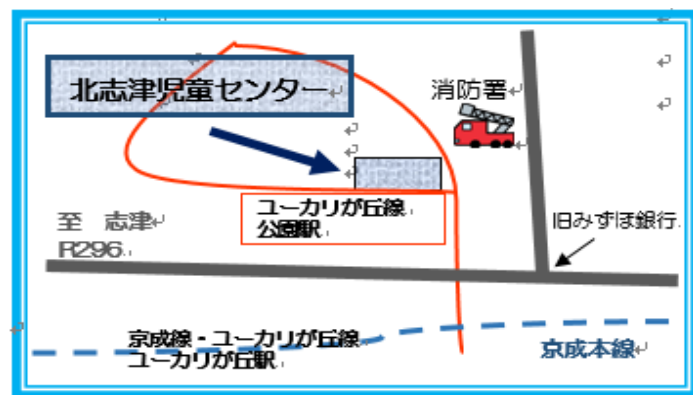 北志津児童センター
消防署
ユーカリが丘線
公園駅
至　志津
R296
旧みずほ銀行
京成線・ユーカリが丘線
ユーカリが丘駅
京成本線